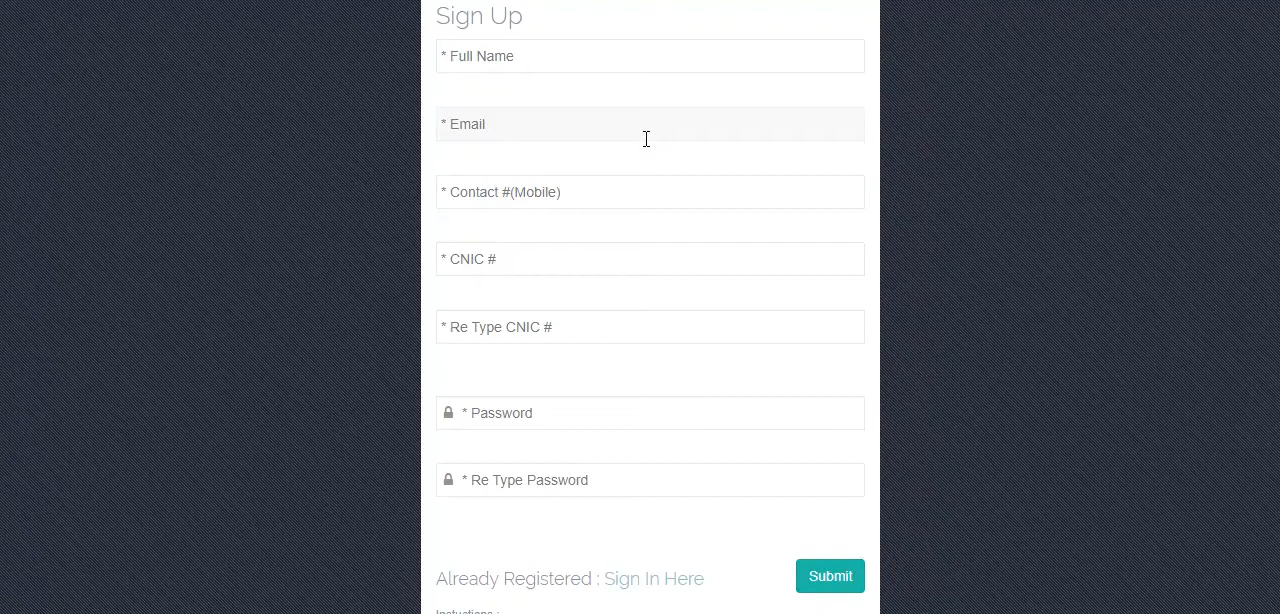 Sign Up
* Full Name
* Email
* Contact #(Mobile)
* CNIC #
* Re Type CNIC #
* Password
* Re Type Password
Already Registered : Sign In Here
Submit
Instuctions :